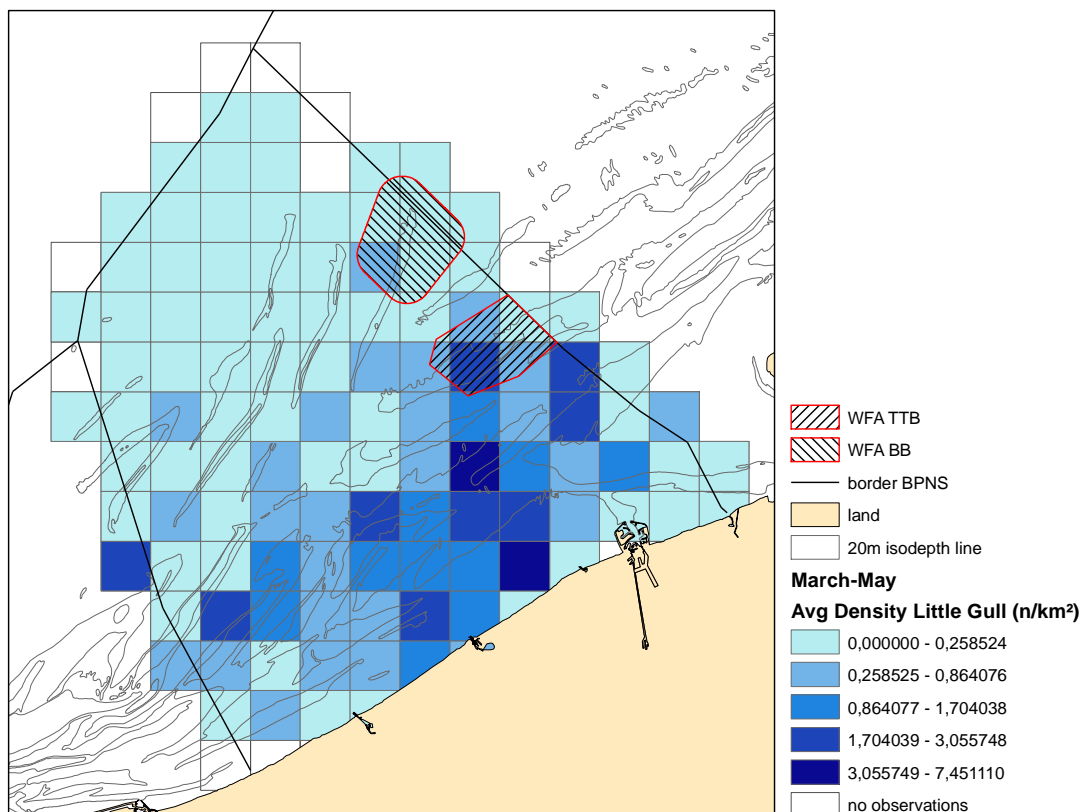 WFA TTB
WFA BB
border BPNS
land
20m isodepth line
March-May
Avg Density Little Gull (n/km²)
0,000000 - 0,258524
0,258525 - 0,864076
0,864077 - 1,704038
1,704039 - 3,055748
3,055749 - 7,451110
no observations